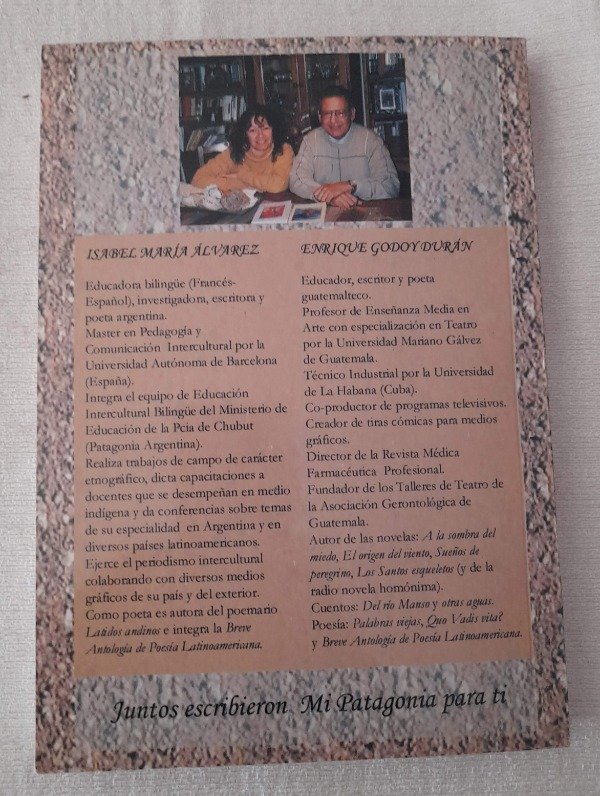 ISABEL MARÍA ÁLVAREZ
Educadora bilingüe (Francés-
Español), investigadora, escritora y
poeta argentina.
Master en Pedagogía y
Comunicación Intercultural por la
Universidad Autónoma de Barcelona
(España).
Integra el equipo de Educación
Intercultural Bilingüe del Ministerio de
Educación de la Pcia de Chubut
(Patagonia Argentina).
Realiza trabajos de campo de carácter
etnográfico, dicta capacitaciones a
docentes que se desempeñan en medio
indígena y da conferencias sobre temas
de su especialidad en Argentina y en
diversos países latinoamericanos.
Ejerce el periodismo intercultural
colaborando con diversos medios
gráficos de su país y del exterior.
Como poeta es autora del poemario
Latidos andinos e integra la Breve
Antología de Poesía Latinoamericana.
ENRIQUE GODOY DURÁN
Educador, escritor y poeta
guatemalteco.
Profesor de Enseñanza Media en
Arte con especialización en Teatro
por la Universidad Mariano Gálvez
de Guatemala.
Técnico Industrial por la Universidad
de La Habana (Cuba).
Co-productor de programas televisivos.
Creador de tiras cómicas para medios
gráficos.
Director de la Revista Médica
Farmacéutica Profesional.
Fundador de los Talleres de Teatro de
la Asociación Gerontológica de
Guatemala.
Autor de las novelas: A la sombra del
miedo, El origen del viento, Sueños de
peregrino, Los Santos esqueletos (y de la
radio novela homónima).
Cuentos: Del río Manso y otras aguas.
Poesía: Palabras viejas, Quo Vadis vita?
y Breve Antología de Poesía Latinoamericana.
Juntos escribieron Mi Patagonia para ti